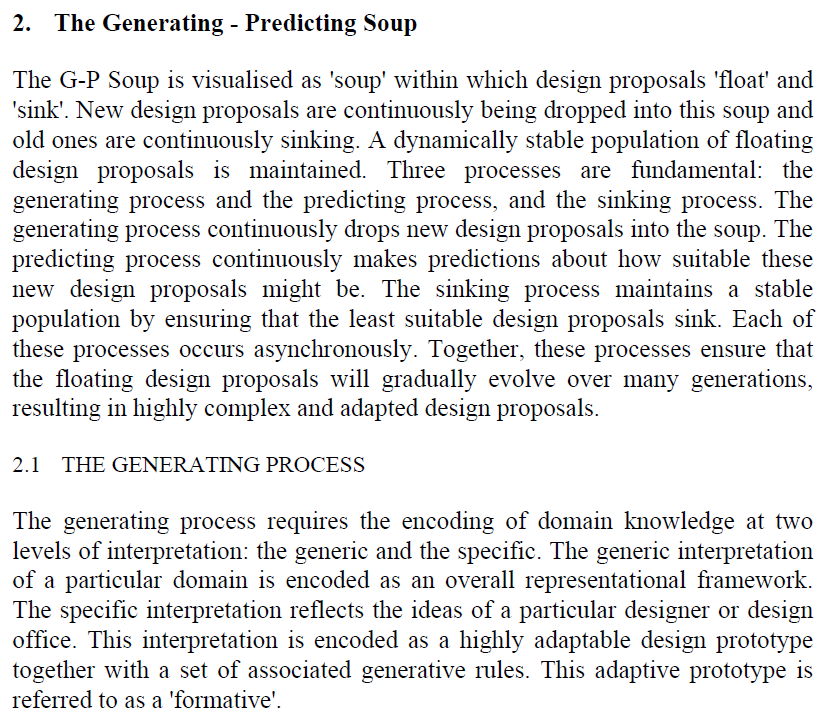 2. The Generating - Predicting Soup
The G-P Soup is visualised as 'soup' within which design proposals 'float' and
'sink'. New design proposals are continuously being dropped into this soup and
old ones are continuously sinking. A dynamically stable population of floating
design proposals is maintained. Three processes are fundamental: the
generating process and the predicting process, and the sinking process. The
generating process continuously drops new design proposals into the soup. The
predicting process continuously makes predictions about how suitable these
new design proposals might be. The sinking process maintains a stable
population by ensuring that the least suitable design proposals sink. Each of
these processes occurs asynchronously. Together, these processes ensure that
the floating design proposals will gradually evolve over many generations,
resulting in highly complex and adapted design proposals.
2.1 THE GENERATING PROCESS
The generating process requires the encoding of domain knowledge at two
levels of interpretation: the generic and the specific. The generic interpretation
of a particular domain is encoded as an overall representational framework.
The specific interpretation reflects the ideas of a particular designer or design
office. This interpretation is encoded as a highly adaptable design prototype
together with a set of associated generative rules. This adaptive prototype is
referred to as a 'formative'.